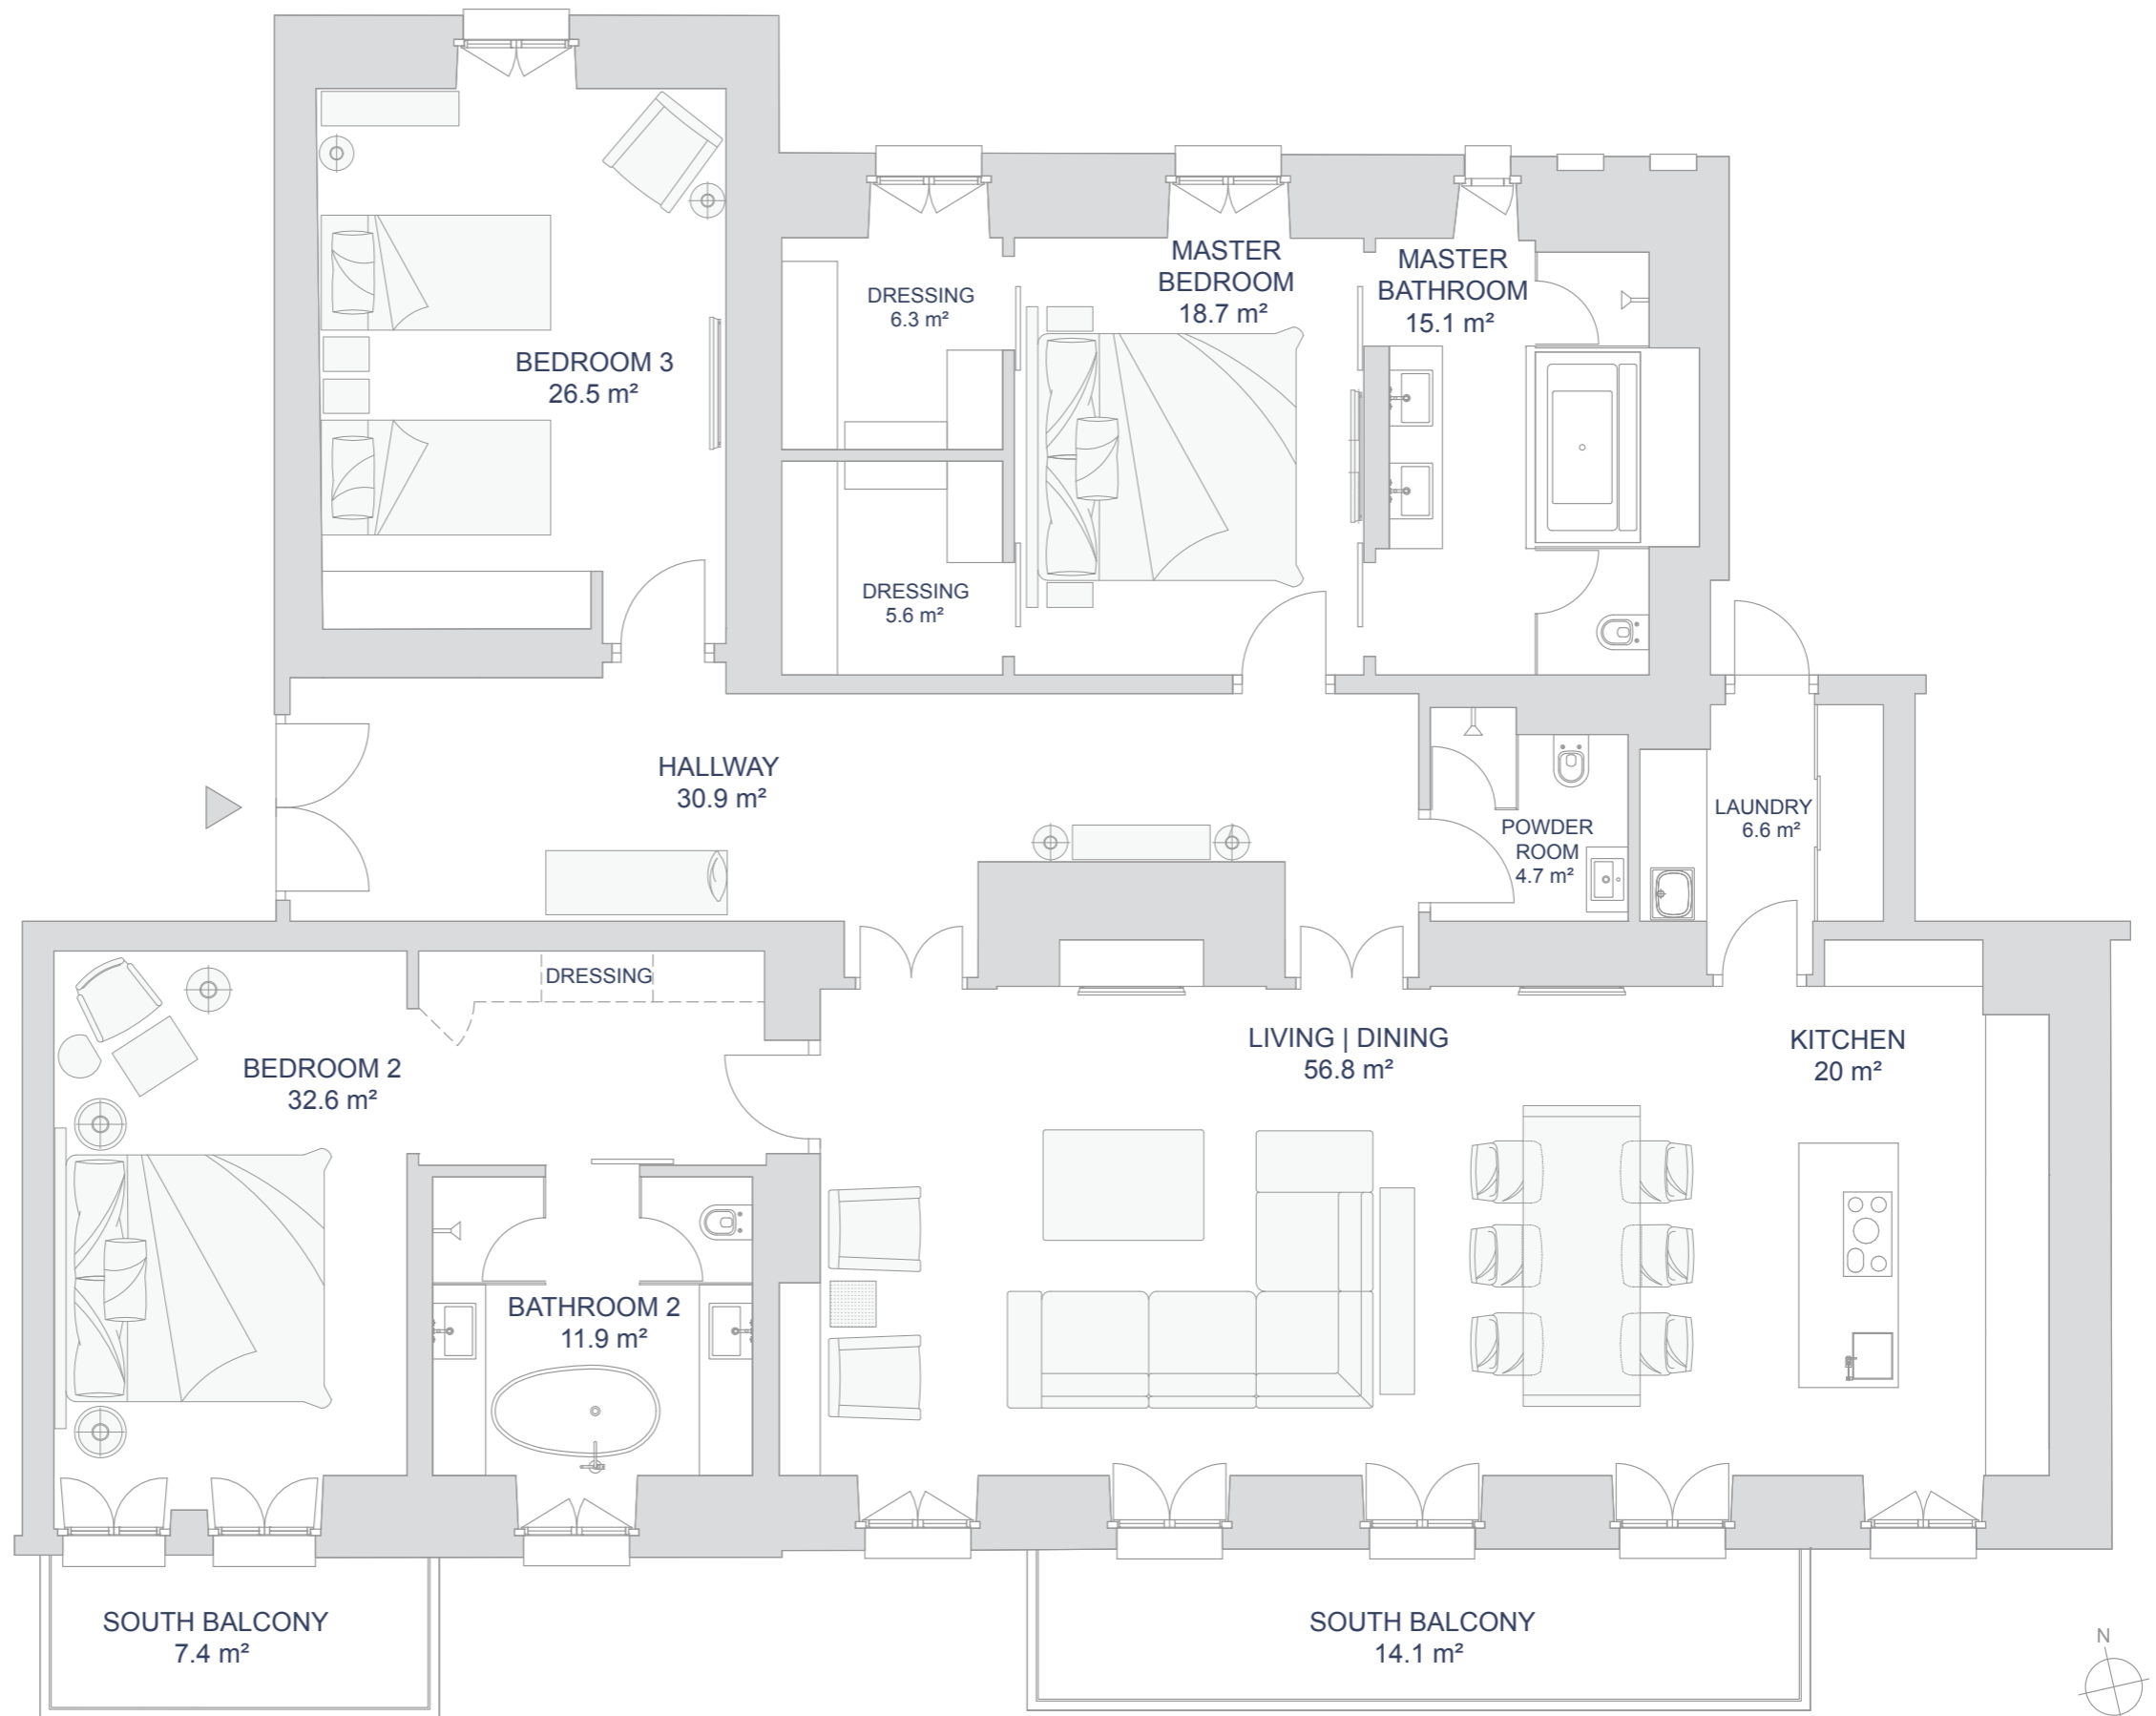 MASTER
BEDROOM
18.7 m²
MASTER
BATHROOM
15.1 m²
DRESSING
6.3 m²
BEDROOM 3
26.5 m²
DRESSING
5.6 m²
HALLWAY
30.9 m²
POWDER
ROOM
4.7 m²
LAUNDRY
6.6 m²
DRESSING
BEDROOM 2
32.6 m²
LIVING | DINING
56.8 m²
KITCHEN
20 m²
BATHROOM 2
11.9 m²
SOUTH BALCONY
7.4 m²
SOUTH BALCONY
14.1 m²
N